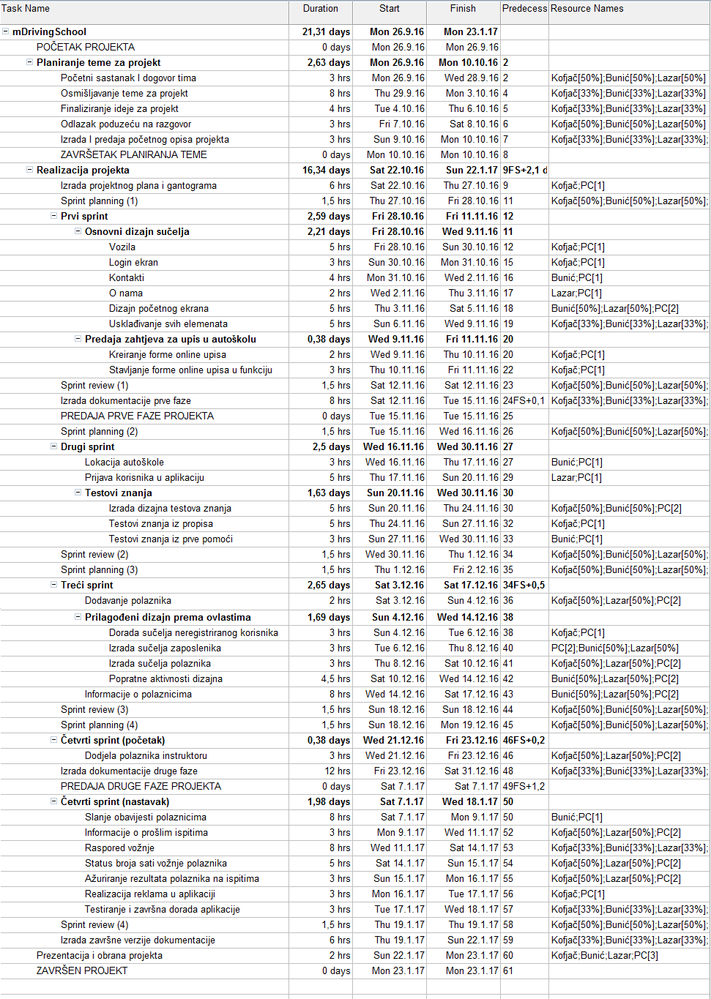 Task Name Duration Start Finish Predecess Resource Names
mDrivingSchool 21,31 days Mon 26.9.16 Mon 23.1.17
POČETAK PROJEKTA 0 days Mon 26.9.16 Mon 26.9.16
Planiranje teme za projekt 2,63 days Mon 26.9.16 Mon 10.10.16 2
Početni sastanak I dogovor tima 3 hrs Mon 26.9.16 Wed 28.9.16 2 Kofjač[50%];Bunić[50%];Lazar[50%]
Osmišljavanje teme za projekt 8 hrs Thu 29.9.16 Mon 3.10.16 4 Kofjač[33%];Bunić[33%];Lazar[33%]
Finaliziranje ideje za projekt 4 hrs Tue 4.10.16 Thu 6.10.16 5 Kofjač[33%];Bunić[33%];Lazar[33%]
Odlazak poduzeću na razgovor 3 hrs Fri 7.10.16 Sat 8.10.16 6 Kofjač[50%];Bunić[50%];Lazar[50%]
Izrada I predaja početnog opisa projekta 3 hrs Sun 9.10.16 Mon 10.10.16 7 Kofjač[33%];Bunić[33%];Lazar[33%];
ZAVRŠETAK PLANIRANJA TEME 0 days Mon 10.10.16 Mon 10.10.16 8
Realizacija projekta 16,34 days Sat 22.10.16 Sun 22.1.17 9FS+2,1 d
Izrada projektnog plana i gantograma 6 hrs Sat 22.10.16 Thu 27.10.16 9 Kofjač;PC[1]
Sprint planning (1) 1,5 hrs Thu 27.10.16 Fri 28.10.16 11 Kofjač[50%];Bunić[50%];Lazar[50%];
Prvi sprint 2,59 days Fri 28.10.16 Fri 11.11.16 12
Osnovni dizajn sučelja 2,21 days Fri 28.10.16 Wed 9.11.16 11
Vozila 5 hrs Fri 28.10.16 Sun 30.10.16 12 Kofjač;PC[1]
Login ekran 3 hrs Sun 30.10.16 Mon 31.10.16 15 Kofjač;PC[1]
Kontakti 4 hrs Mon 31.10.16 Wed 2.11.16 16 Bunić;PC[1]
O nama 2 hrs Wed 2.11.16 Thu 3.11.16 17 Lazar;PC[1]
Dizajn početnog ekrana 5 hrs Thu 3.11.16 Sat 5.11.16 18 Bunić[50%];Lazar[50%];PC[2]
Usklađivanje svih elemenata 5 hrs Sun 6.11.16 Wed 9.11.16 19 Kofjač[33%];Bunić[33%];Lazar[33%];
Predaja zahtjeva za upis u autoškolu 0,38 days Wed 9.11.16 Fri 11.11.16 20
Kreiranje forme online upisa 2 hrs Wed 9.11.16 Thu 10.11.16 20 Kofjač;PC[1]
Stavljanje forme online upisa u funkciju 3 hrs Thu 10.11.16 Fri 11.11.16 22 Kofjač;PC[1]
Sprint review (1) 1,5 hrs Sat 12.11.16 Sat 12.11.16 23 Kofjač[50%];Bunić[50%];Lazar[50%];
Izrada dokumentacije prve faze 8 hrs Sat 12.11.16 Tue 15.11.16 24FS+0,1 Kofjač[33%];Bunić[33%];Lazar[33%];
PREDAJA PRVE FAZE PROJEKTA 0 days Tue 15.11.16 Tue 15.11.16 25
Sprint planning (2) 1,5 hrs Tue 15.11.16 Wed 16.11.16 26 Kofjač[50%];Bunić[50%];Lazar[50%];
Drugi sprint 2,5 days Wed 16.11.16 Wed 30.11.16 27
Lokacija autoškole 3 hrs Wed 16.11.16 Thu 17.11.16 27 Bunić;PC[1]
Prijava korisnika u aplikaciju 5 hrs Thu 17.11.16 Sun 20.11.16 29 Lazar;PC[1]
Testovi znanja 1,63 days Sun 20.11.16 Wed 30.11.16 30
Izrada dizajna testova znanja 5 hrs Sun 20.11.16 Thu 24.11.16 30 Kofjač[50%];Bunić[50%];PC[2]
Testovi znanja iz propisa 5 hrs Thu 24.11.16 Sun 27.11.16 32 Kofjač;PC[1]
Testovi znanja iz prve pomoći 3 hrs Sun 27.11.16 Wed 30.11.16 33 Bunić;PC[1]
Sprint review (2) 1,5 hrs Wed 30.11.16 Thu 1.12.16 34 Kofjač[50%];Bunić[50%];Lazar[50%];
Sprint planning (3) 1,5 hrs Thu 1.12.16 Fri 2.12.16 35 Kofjač[50%];Bunić[50%];Lazar[50%];
Treći sprint 2,65 days Sat 3.12.16 Sat 17.12.16 34FS+0,5
Dodavanje polaznika 2 hrs Sat 3.12.16 Sun 4.12.16 36 Kofjač[50%];Lazar[50%];PC[2]
Prilagođeni dizajn prema ovlastima 1,69 days Sun 4.12.16 Wed 14.12.16 38
Dorada sučelja neregistriranog korisnika 3 hrs Sun 4.12.16 Tue 6.12.16 38 Kofjač;PC[1]
Izrada sučelja zaposlenika 3 hrs Tue 6.12.16 Thu 8.12.16 40 PC[2];Bunić[50%];Lazar[50%]
Izrada sučelja polaznika 3 hrs Thu 8.12.16 Sat 10.12.16 41 Kofjač[50%];Lazar[50%];PC[2]
Popratne aktivnosti dizajna 4,5 hrs Sat 10.12.16 Wed 14.12.16 42 Bunić[50%];Lazar[50%];PC[2]
Informacije o polaznicima 8 hrs Wed 14.12.16 Sat 17.12.16 43 Bunić[50%];Lazar[50%];PC[2]
Sprint review (3) 1,5 hrs Sun 18.12.16 Sun 18.12.16 44 Kofjač[50%];Bunić[50%];Lazar[50%];
Sprint planning (4) 1,5 hrs Sun 18.12.16 Mon 19.12.16 45 Kofjač[50%];Bunić[50%];Lazar[50%];
Četvrti sprint (početak) 0,38 days Wed 21.12.16 Fri 23.12.16 46FS+0,2
Dodjela polaznika instruktoru 3 hrs Wed 21.12.16 Fri 23.12.16 46 Kofjač[50%];Lazar[50%];PC[2]
Izrada dokumentacije druge faze 12 hrs Fri 23.12.16 Sat 31.12.16 48 Kofjač[33%];Bunić[33%];Lazar[33%];
PREDAJA DRUGE FAZE PROJEKTA 0 days Sat 7.1.17 Sat 7.1.17 49FS+1,2
Četvrti sprint (nastavak) 1,98 days Sat 7.1.17 Wed 18.1.17 50
Slanje obavijesti polaznicima 8 hrs Sat 7.1.17 Mon 9.1.17 50 Bunić;PC[1]
Informacije o prošlim ispitima 3 hrs Mon 9.1.17 Wed 11.1.17 52 Kofjač[50%];Lazar[50%];PC[2]
Raspored vožnje 8 hrs Wed 11.1.17 Sat 14.1.17 53 Kofjač[33%];Bunić[33%];Lazar[33%];
Status broja sati vožnje polaznika 5 hrs Sat 14.1.17 Sun 15.1.17 54 Kofjač[50%];Lazar[50%];PC[2]
Ažuriranje rezultata polaznika na ispitima 3 hrs Sun 15.1.17 Mon 16.1.17 55 Kofjač[50%];Lazar[50%];PC[2]
Realizacija reklama u aplikaciji 3 hrs Mon 16.1.17 Tue 17.1.17 56 Kofjač;PC[1]
Testiranje i završna dorada aplikacije 3 hrs Tue 17.1.17 Wed 18.1.17 57 Kofjač[33%];Bunić[33%];Lazar[33%];
Sprint review (4) 1,5 hrs Thu 19.1.17 Thu 19.1.17 58 Kofjač[50%];Bunić[50%];Lazar[50%];
Izrada završne verzije dokumentacije 6 hrs Thu 19.1.17 Sun 22.1.17 59 Kofjač[33%];Bunić[33%];Lazar[33%];
Prezentacija i obrana projekta 2 hrs Sun 22.1.17 Mon 23.1.17 60 Kofjač;Bunić;Lazar;PC[3]
ZAVRŠEN PROJEKT 0 days Mon 23.1.17 Mon 23.1.17 61